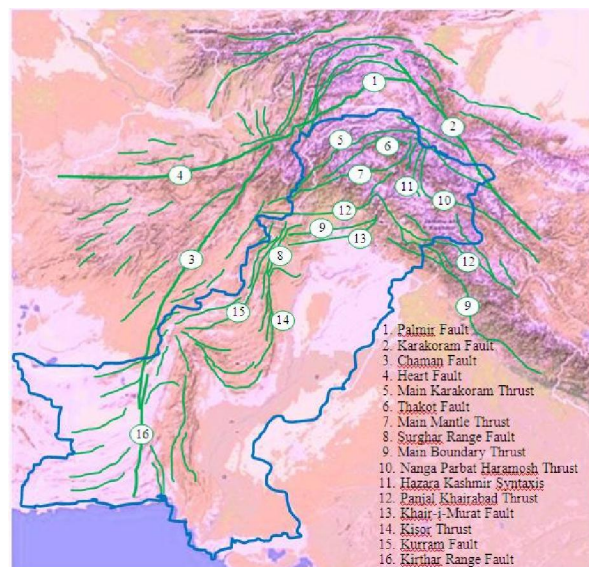 Samarkand
1
2
5
6
4
7
11
10
12
9
13
12
8
3
9
15
14
16
1. Palmir Fault
2. Karakoram Fault
3. Chaman Fault
4. Heart Fault
5. Main Karakoram Thrust
6. Thakot Fault
7. Main Mantle Thrust
8. Surghar Range Fault
9. Main Boundary Thrust
10. Nanga Parbat Haramosh Thrust
11. Hazara Kashmir Syntaxis
12. Panjal Khairabad Thrust
13. Khair-i-Murat Fault
14. Kisor Thrust
15. Kurram Fault
16. Kirthar Range Fault